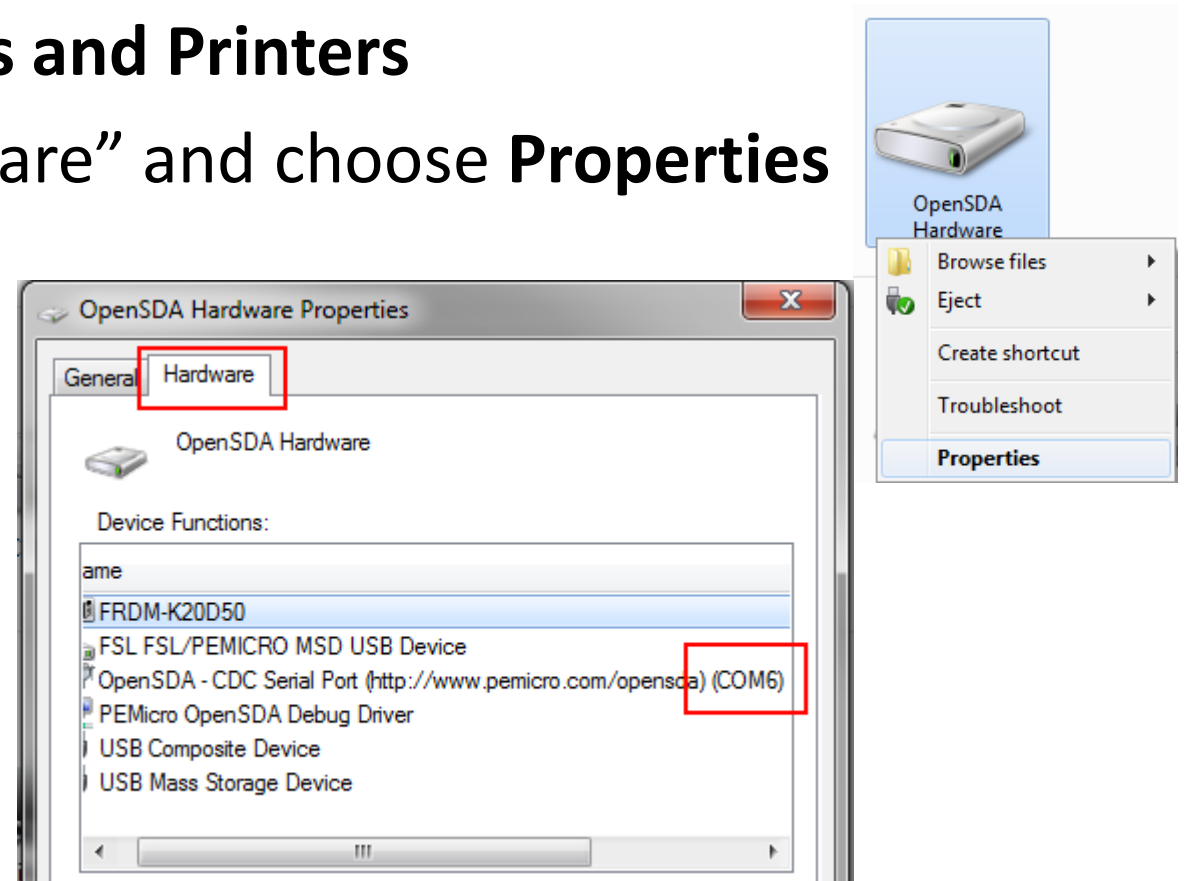 s and Printers
are” and choose Properties
OpenSDA
Hardware
Browse files
Eject
Create shortcut
Troubleshoot
Properties
OpenSDA Hardware Properties
General
Hardware
OpenSDA Hardware
Device Functions:
ame
FRDM-K20D50
FSL FSL/PEMICRO MSD USB Device
OpenSDA - CDC Serial Port (http://www.pemicro.com/opensda) (COM6)
PEMicro OpenSDA Debug Driver
USB Composite Device
USB Mass Storage Device